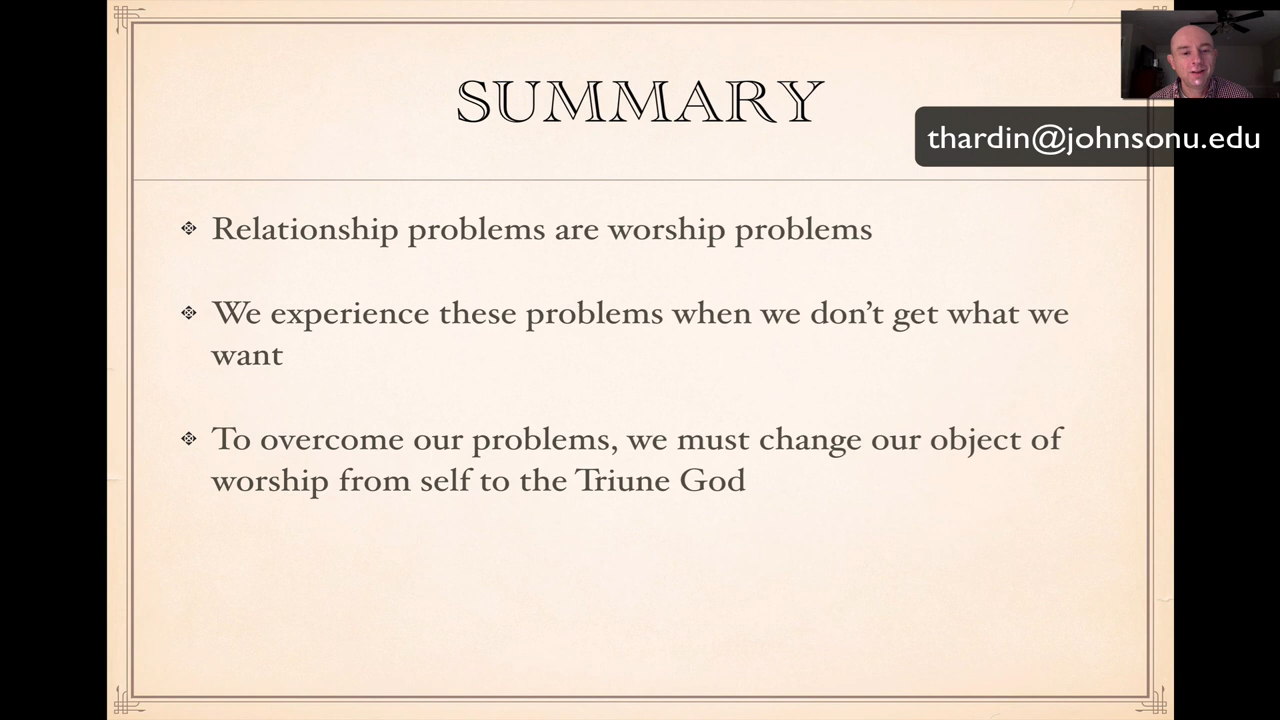 SUMMARY
thardin@johnsonu.edu
Relationship problems are worship problems
We experience these problems when we don’t get what we
want
To overcome our problems, we must change our object of
worship from self to the Triune God